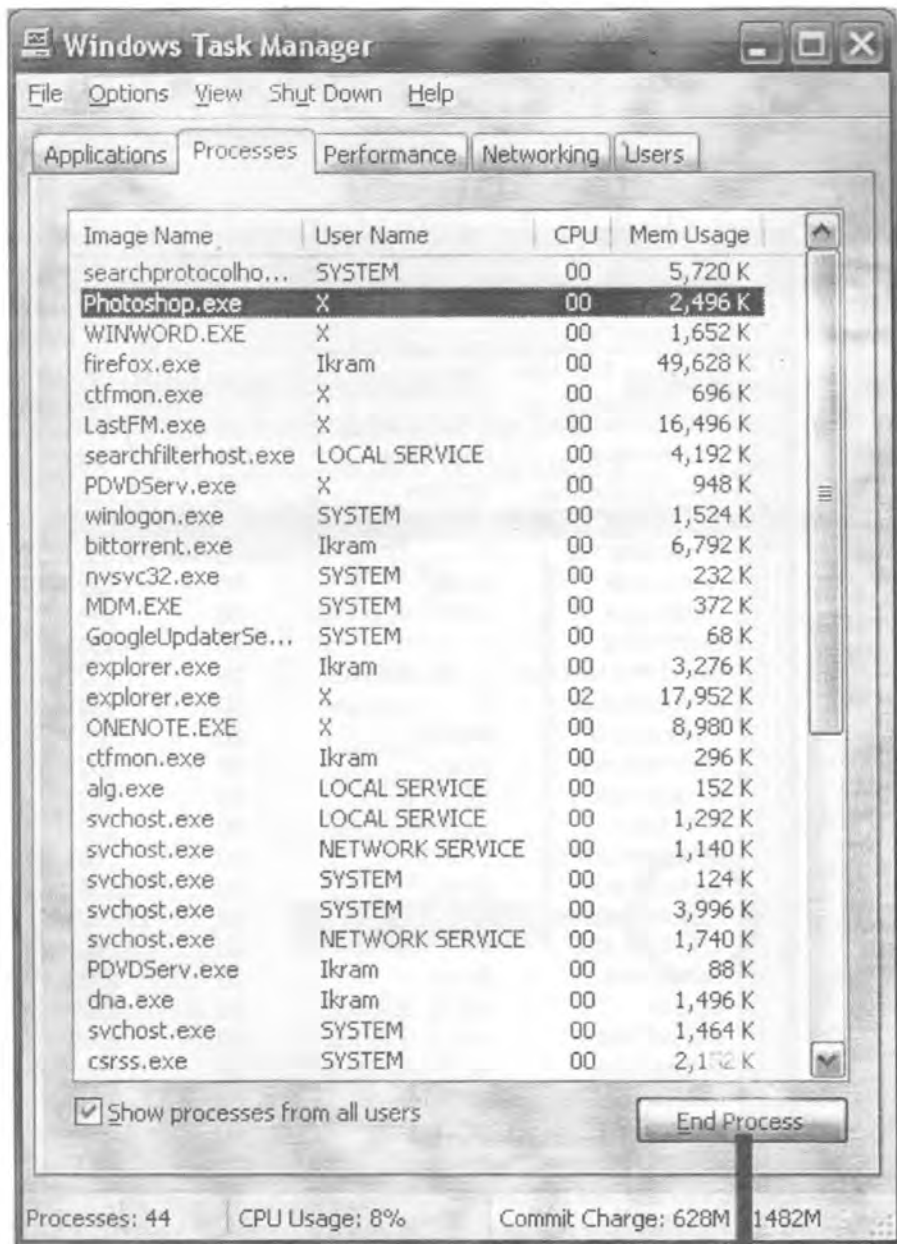 Windows Task Manager
File Options View Shut Down Help
Applications Processes Performance Networking Users
Image Name User Name CPU Mem Usage
searchprotocolho... SYSTEM 00 5,720 K
Photoshop.exe X 00 2,496 K
WINWORD.EXE X 00 1,652 K
firefox.exe Ikram 00 49,628 K
ctfmon.exe X 00 696 K
LastFM.exe X 00 16,496 K
searchfilterhost.exe LOCAL SERVICE 00 4,192 K
PDVDServ.exe X 00 948 K
winlogon.exe SYSTEM 00 1,524 K
bittorrent.exe Ikram 00 6,792 K
nvsvc32.exe SYSTEM 00 232 K
MDM.EXE SYSTEM 00 372 K
GoogleUpdaterSe... SYSTEM 00 68 K
explorer.exe Ikram 00 3,276 K
explorer.exe X 02 17,952 K
ONENOTE.EXE X 00 8,980 K
ctfmon.exe Ikram 00 296 K
alg.exe LOCAL SERVICE 00 152 K
svchost.exe LOCAL SERVICE 00 1,292 K
svchost.exe NETWORK SERVICE 00 1,140 K
svchost.exe SYSTEM 00 124 K
svchost.exe SYSTEM 00 3,996 K
svchost.exe NETWORK SERVICE 00 1,740 K
PDVDServ.exe Ikram 00 88 K
dna.exe Ikram 00 1,496 K
svchost.exe SYSTEM 00 1,464 K
csrss.exe SYSTEM 00 K
Show processes from all users
End Process
Processes: 44 CPU Usage: 8% Commit Charge: 628M 1482M